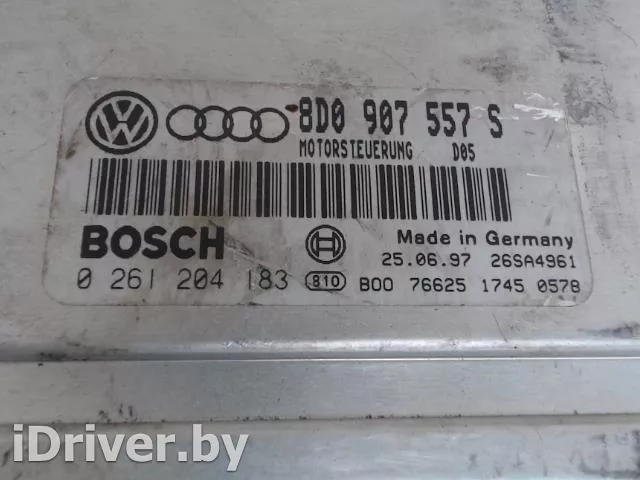 8D0 907 557 S
MOTORSTEUERUNG D05
BOSCH
Made in Germany
25.06.97 26SA4961
0 261 204 183 810 B00 76625 1745 0578
iDriver.by